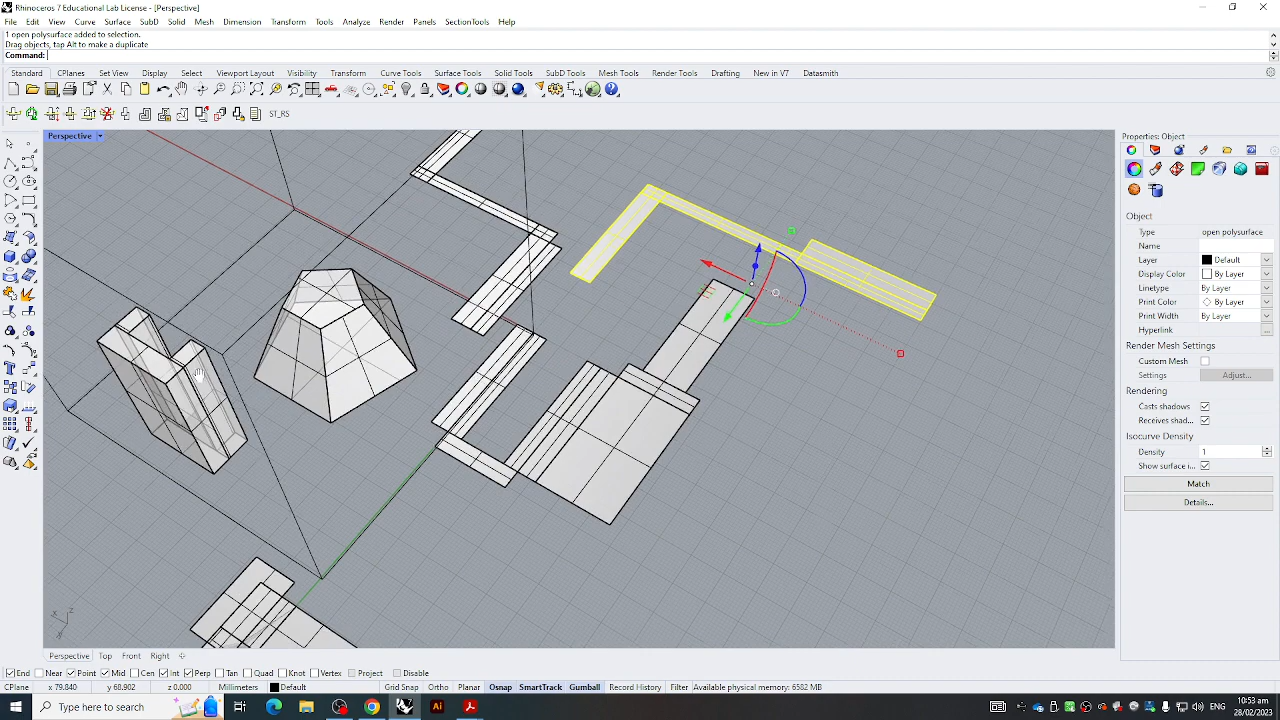 Rhinoceros 7 Educational Lab License - [Perspective]
File Edit View Curve Surface SubD Solid Mesh Dimension Transform Tools Analyze Render Panels SectionTools Help
1 open polysurface added to selection.
Drag objects, tap Alt to make a duplicate
Command:
Standard CPlanes Set View Display Select Viewport Layout Visibility Transform Curve Tools Surface Tools Solid Tools SubD Tools Mesh Tools Render Tools Drafting New in V7 Datasmith
ST_RS
Perspective
Properties: Object
Object
Type open polysurface
Name
Layer Default
Display Color By Layer
Linetype By Layer
Print Color By Layer
Print Width By Layer
Hyperlink ...
Render Mesh Settings
Custom Mesh
Settings Adjust...
Rendering
Casts shadows
Receives shad...
Isocurve Density
Density 1
Show surface i...
Match
Details...
x z y
Perspective Top Front Right
End Near Point Mid Cen Int Perp Tan Quad Knot Vertex Project Disable
CPlane x 79.840 y 68.902 z 0.000 Millimeters Default Grid Snap Ortho Planar Osnap SmartTrack Gumball Record History Filter Available physical memory: 6582 MB
Type here to search
Ai
ENG
10:53 am
28/02/2023